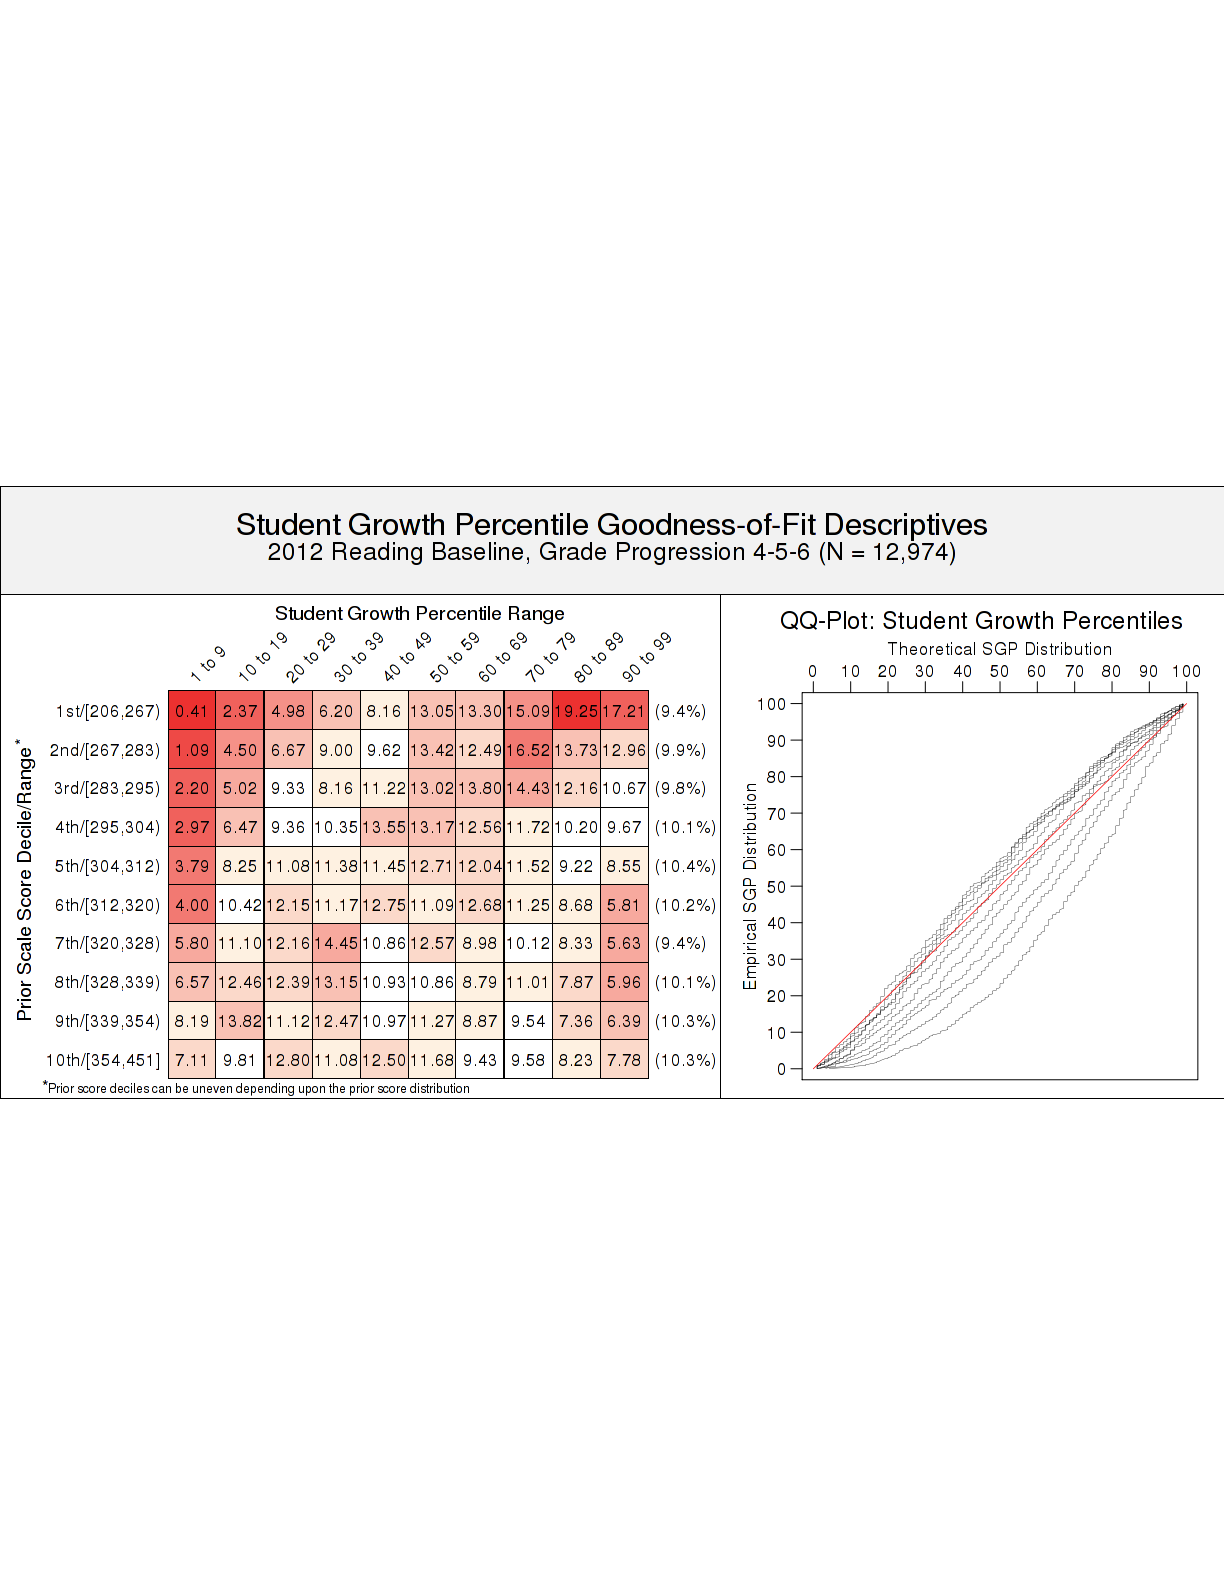 Student Growth Percentile Goodness-of-Fit Descriptives
2012 Reading Baseline, Grade Progression 4-5-6 (N = 12,974)
Student Growth Percentile Range
1 to 9 10 to 19 20 to 29 30 to 39 40 to 49 50 to 59 60 to 69 70 to 79 80 to 89 90 to 99
Prior Scale Score Decile/Range*
1st/[206,267) 0.41 2.37 4.98 6.20 8.16 13.05 13.30 15.09 19.25 17.21 (9.4%)
2nd/[267,283) 1.09 4.50 6.67 9.00 9.62 13.42 12.49 16.52 13.73 12.96 (9.9%)
3rd/[283,295) 2.20 5.02 9.33 8.16 11.22 13.02 13.80 14.43 12.16 10.67 (9.8%)
4th/[295,304) 2.97 6.47 9.36 10.35 13.55 13.17 12.56 11.72 10.20 9.67 (10.1%)
5th/[304,312) 3.79 8.25 11.08 11.38 11.45 12.71 12.04 11.52 9.22 8.55 (10.4%)
6th/[312,320) 4.00 10.42 12.15 11.17 12.75 11.09 12.68 11.25 8.68 5.81 (10.2%)
7th/[320,328) 5.80 11.10 12.16 14.45 10.86 12.57 8.98 10.12 8.33 5.63 (9.4%)
8th/[328,339) 6.57 12.46 12.39 13.15 10.93 10.86 8.79 11.01 7.87 5.96 (10.1%)
9th/[339,354) 8.19 13.82 11.12 12.47 10.97 11.27 8.87 9.54 7.36 6.39 (10.3%)
10th/[354,451] 7.11 9.81 12.80 11.08 12.50 11.68 9.43 9.58 8.23 7.78 (10.3%)
*Prior score deciles can be uneven depending upon the prior score distribution
QQ-Plot: Student Growth Percentiles
Theoretical SGP Distribution
0 10 20 30 40 50 60 70 80 90 100
Empirical SGP Distribution
100
90
80
70
60
50
40
30
20
10
0